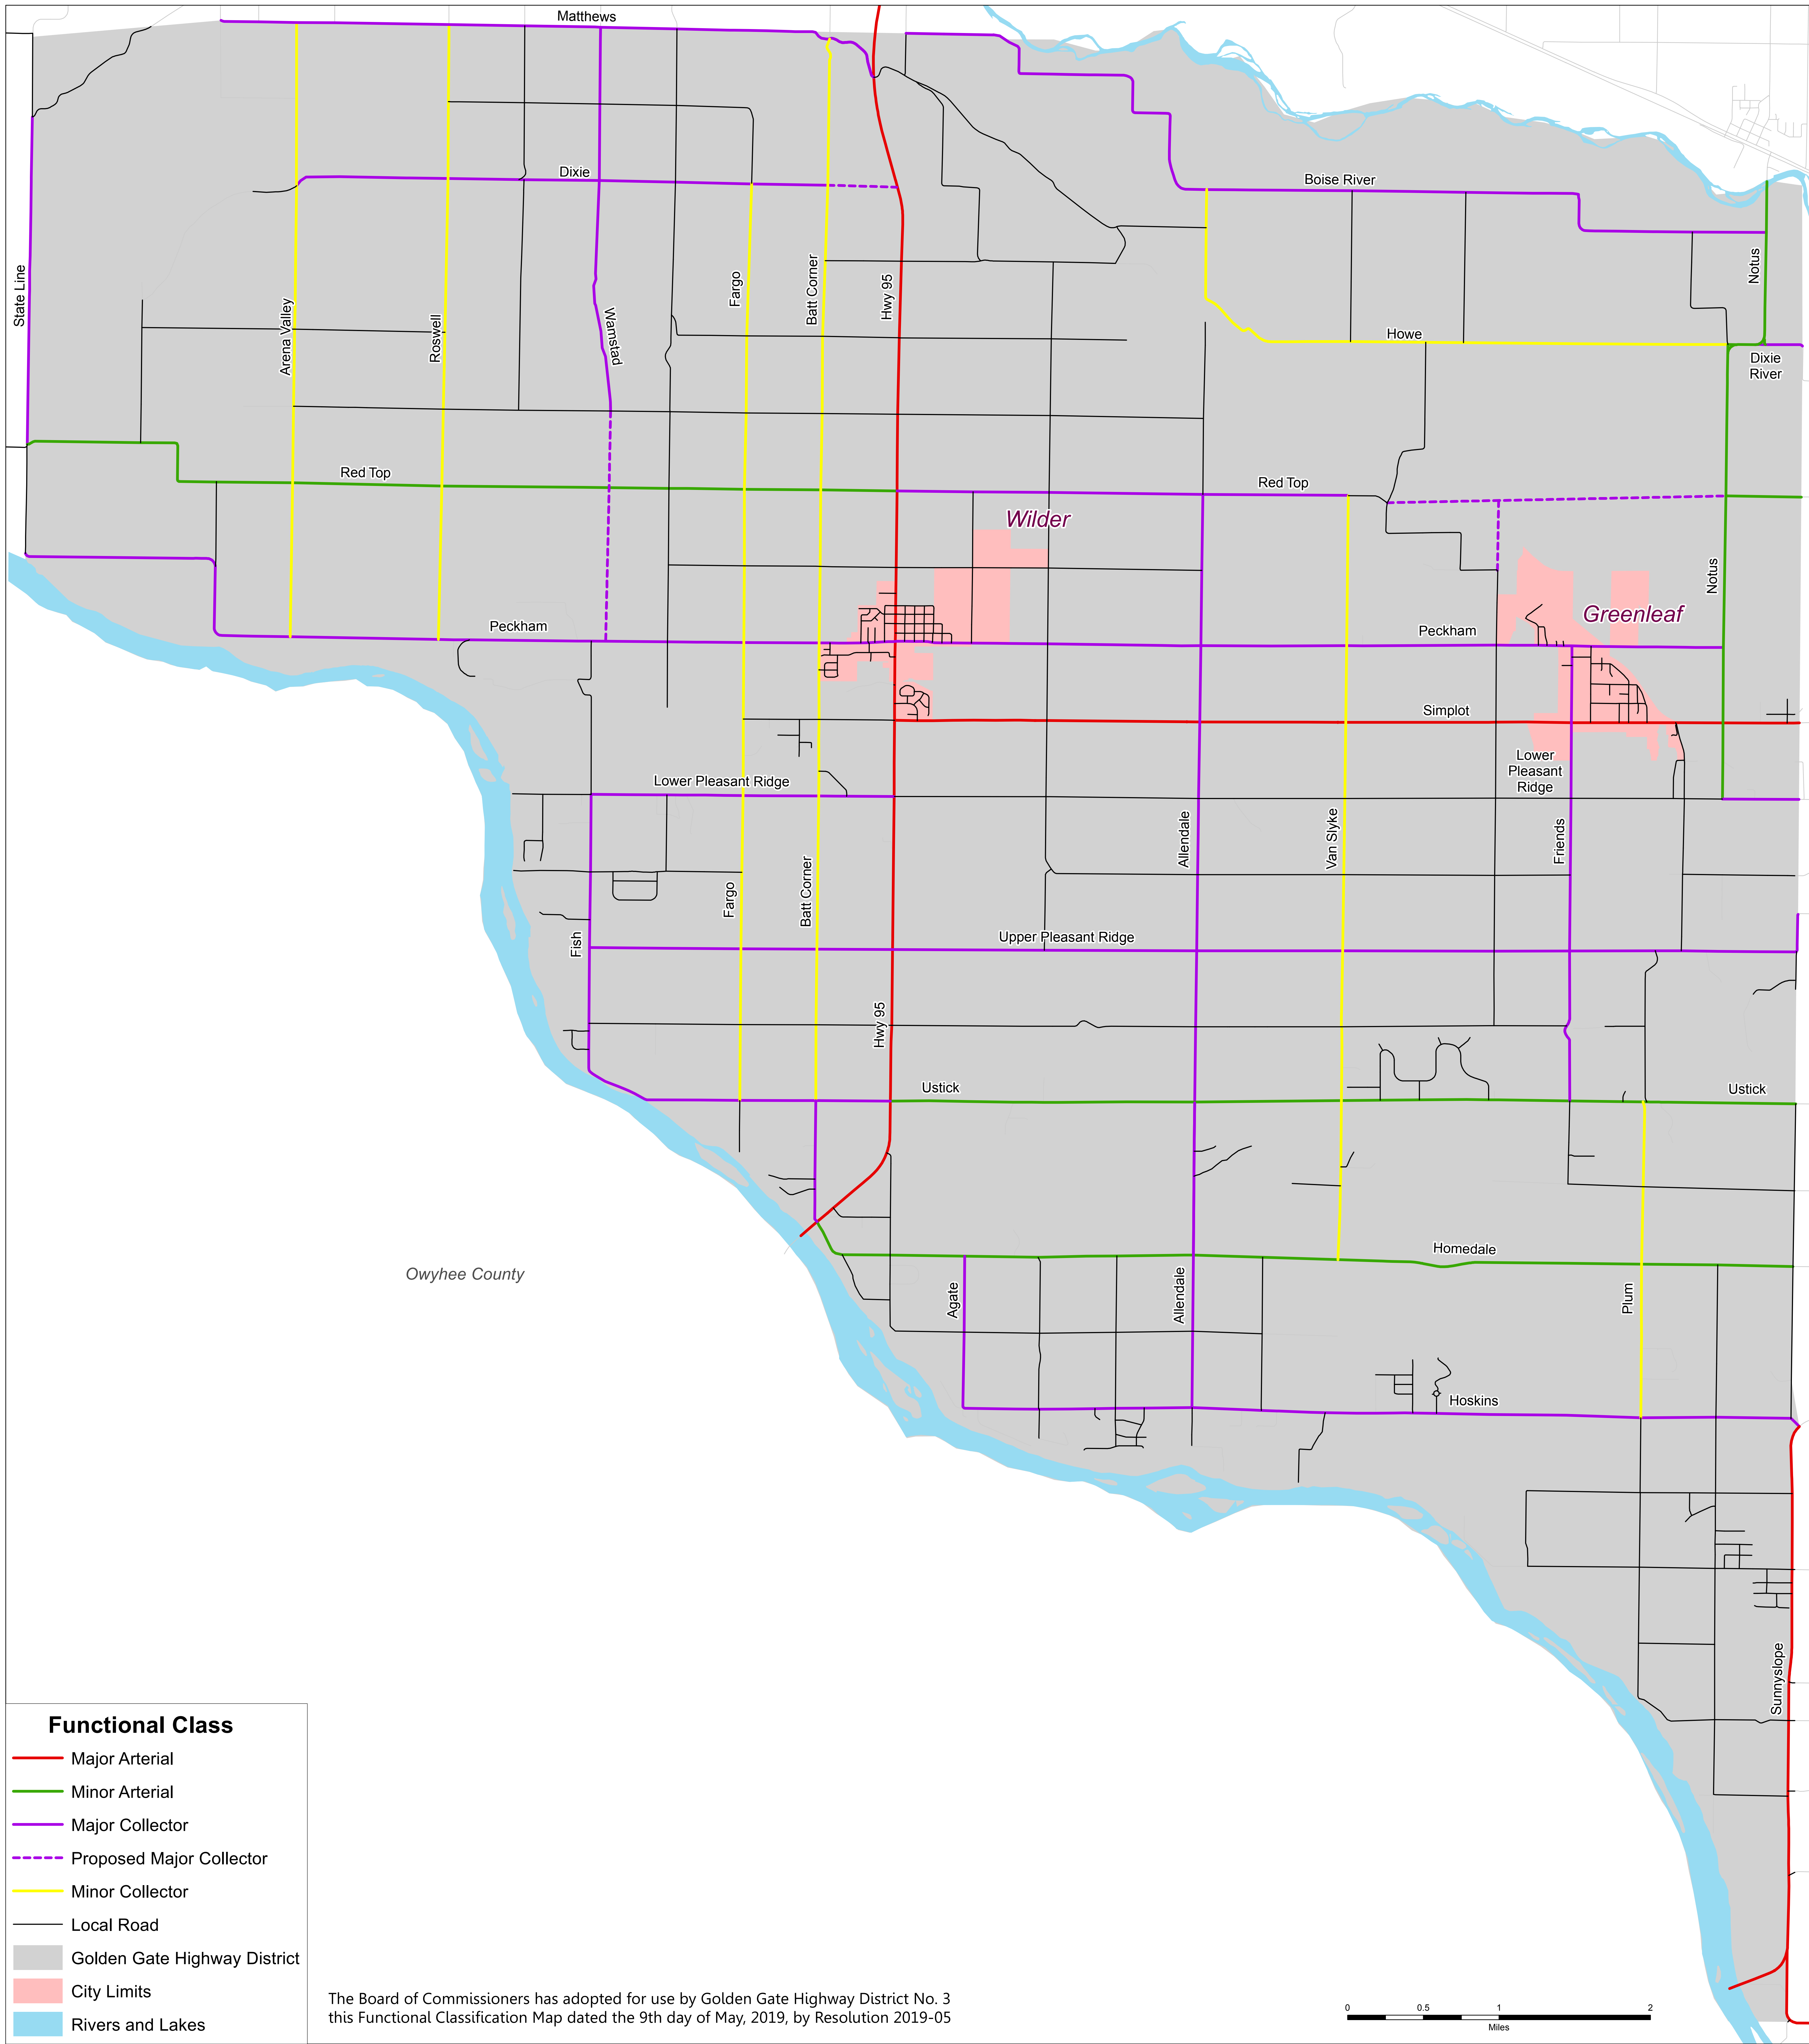 Matthews
Dixie
Boise River
State Line
Arena Valley
Roswell
Wamstad
Fargo
Batt Corner
Hwy 95
Notus
Howe
Dixie
River
Red Top
Red Top
Wilder
Notus
Greenleaf
Peckham
Peckham
Simplot
Lower Pleasant Ridge
Lower
Pleasant
Ridge
Allendale
Van Slyke
Friends
Fargo
Batt Corner
Fish
Upper Pleasant Ridge
Hwy 95
Ustick
Ustick
Homedale
Owyhee County
Agate
Allendale
Plum
Hoskins
Sunnyslope
Functional Class
Major Arterial
Minor Arterial
Major Collector
Proposed Major Collector
Minor Collector
Local Road
Golden Gate Highway District
City Limits
Rivers and Lakes
The Board of Commissioners has adopted for use by Golden Gate Highway District No. 3
this Functional Classification Map dated the 9th day of May, 2019, by Resolution 2019-05
0 0.5 1 2
Miles